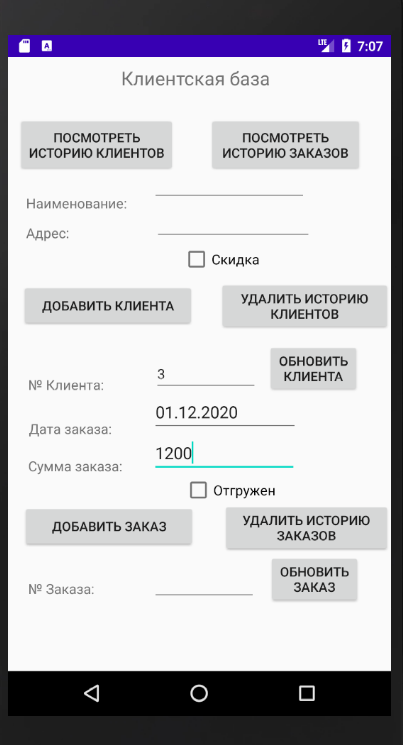 LTE 7:07
Клиентская база
ПОСМОТРЕТЬ
ИСТОРИЮ КЛИЕНТОВ
ПОСМОТРЕТЬ
ИСТОРИЮ ЗАКАЗОВ
Наименование:
Адрес:
Скидка
ДОБАВИТЬ КЛИЕНТА
УДАЛИТЬ ИСТОРИЮ
КЛИЕНТОВ
№ Клиента:
3
ОБНОВИТЬ
КЛИЕНТА
Дата заказа:
01.12.2020
Сумма заказа:
1200
Отгружен
ДОБАВИТЬ ЗАКАЗ
УДАЛИТЬ ИСТОРИЮ
ЗАКАЗОВ
№ Заказа:
ОБНОВИТЬ
ЗАКАЗ